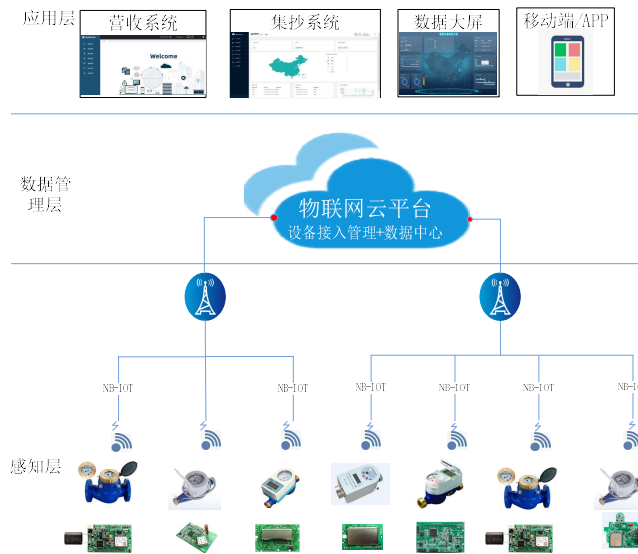 应用层
营收系统
集抄系统
数据大屏
移动端/APP
Welcome
数据管
理层
物联网云平台
设备接入管理+数据中心
NB-IOT
NB-IOT
NB-IOT
NB-IOT
NB-IOT
NB-IO
感知层